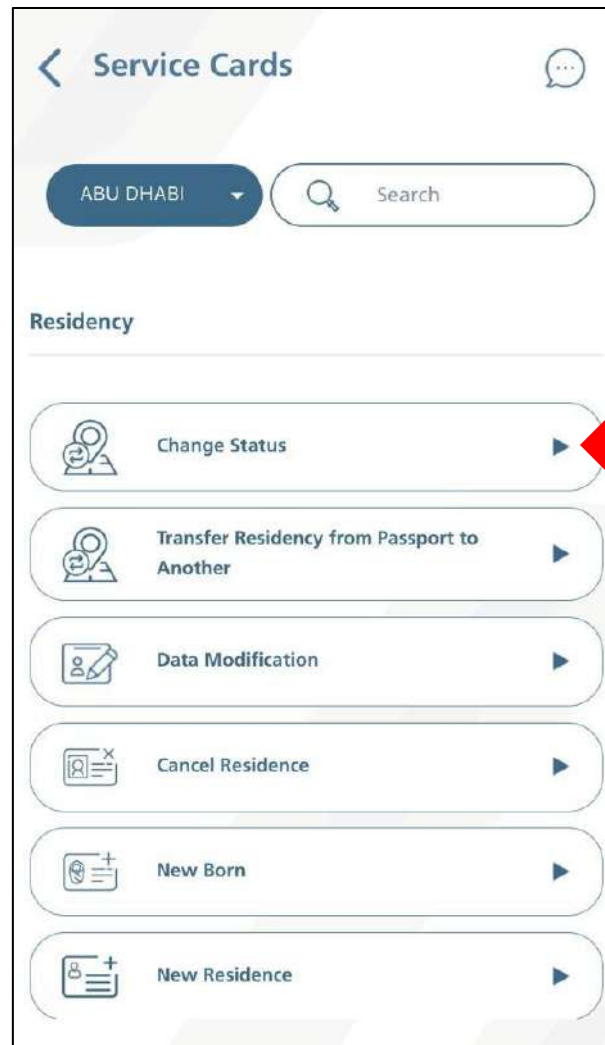 Service Cards
ABU DHABI
Search
Residency
Change Status
Transfer Residency from Passport to
Another
Data Modification
Cancel Residence
New Born
New Residence